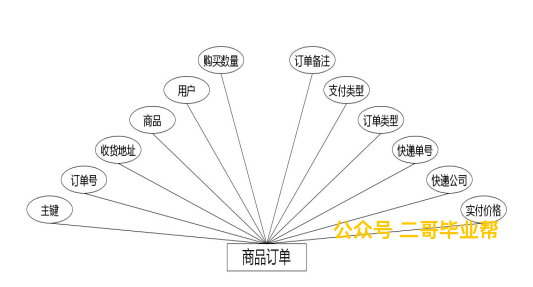 购买数量
订单备注
用户
支付类型
商品
订单类型
收货地址
快递单号
订单号
快递公司
主键
实付价格
公众号 二哥毕业帮
商品订单